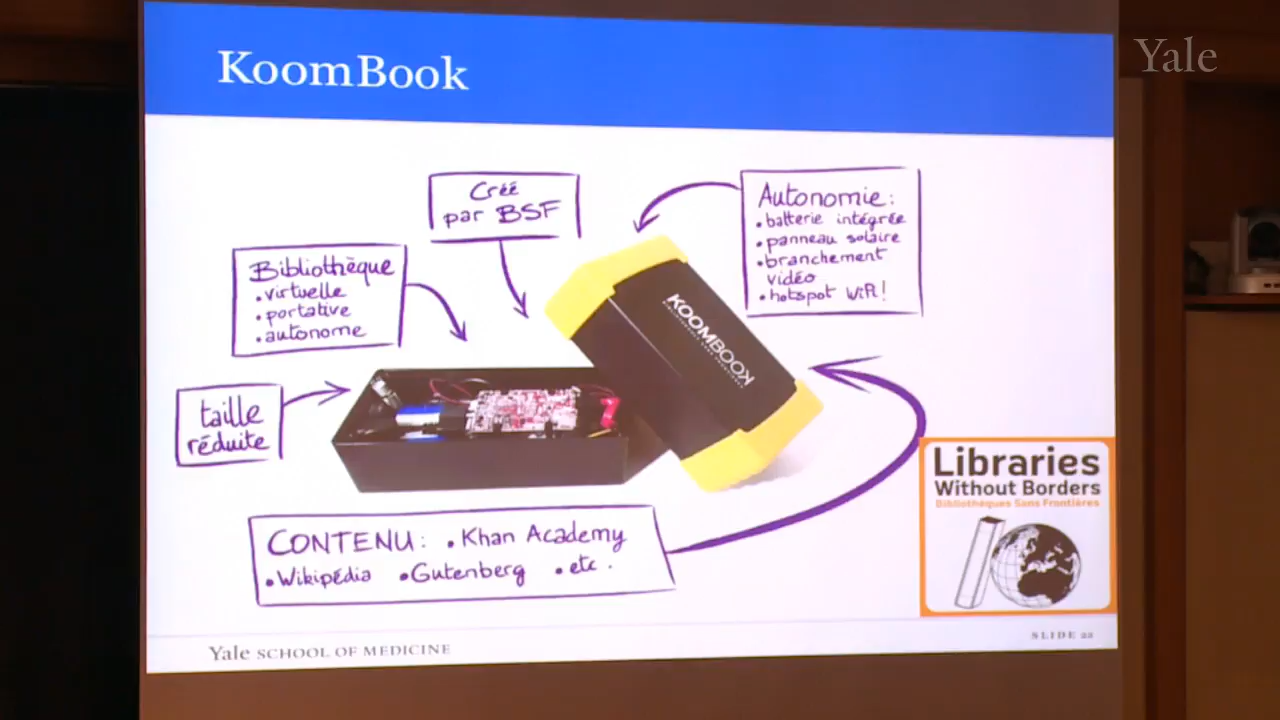 KoomBook
Yale
Créé
par BSF
Autonomie:
• batterie intégrée
• panneau solaire
• branchement
vidéo
• hotspot WiFi!
Bibliothèque
• virtuelle
• portative
• autonome
KOOMBOOK
taille
réduite
Libraries
Without Borders
Bibliothèques Sans Frontières
CONTENU: • Khan Academy
• Wikipédia • Gutenberg • etc.
SLIDE 22
Yale SCHOOL OF MEDICINE